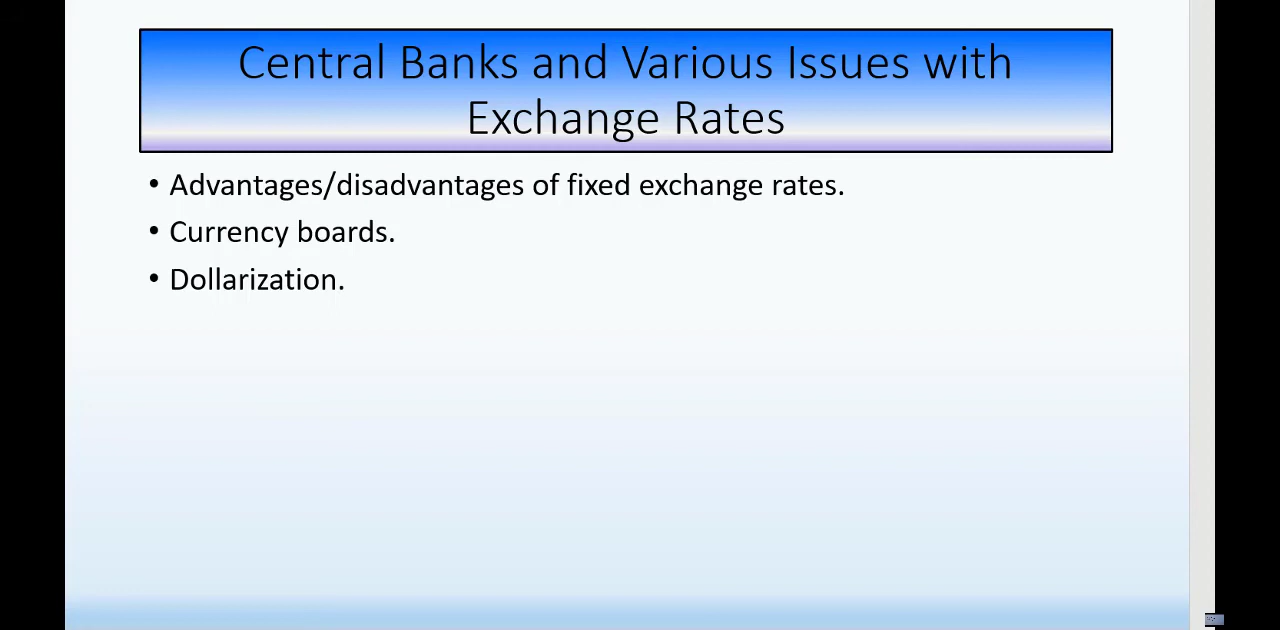 Central Banks and Various Issues with
Exchange Rates
• Advantages/disadvantages of fixed exchange rates.
• Currency boards.
• Dollarization.